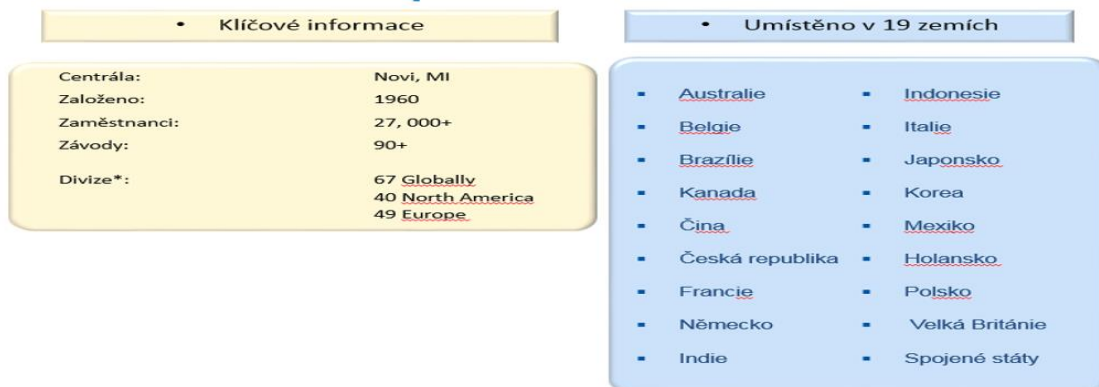 • Klíčové informace
Centrála: Novi, MI
Založeno: 1960
Zaměstnanci: 27, 000+
Závody: 90+
Divize*: 67 Globally
40 North America
49 Europe
• Umístěno v 19 zemích
▪ Australie
▪ Belgie
▪ Brazílie
▪ Kanada
▪ Čina
▪ Česká republika
▪ Francie
▪ Německo
▪ Indie
▪ Indonesie
▪ Italie
▪ Japonsko
▪ Korea
▪ Mexiko
▪ Holansko
▪ Polsko
▪ Velká Británie
▪ Spojené státy